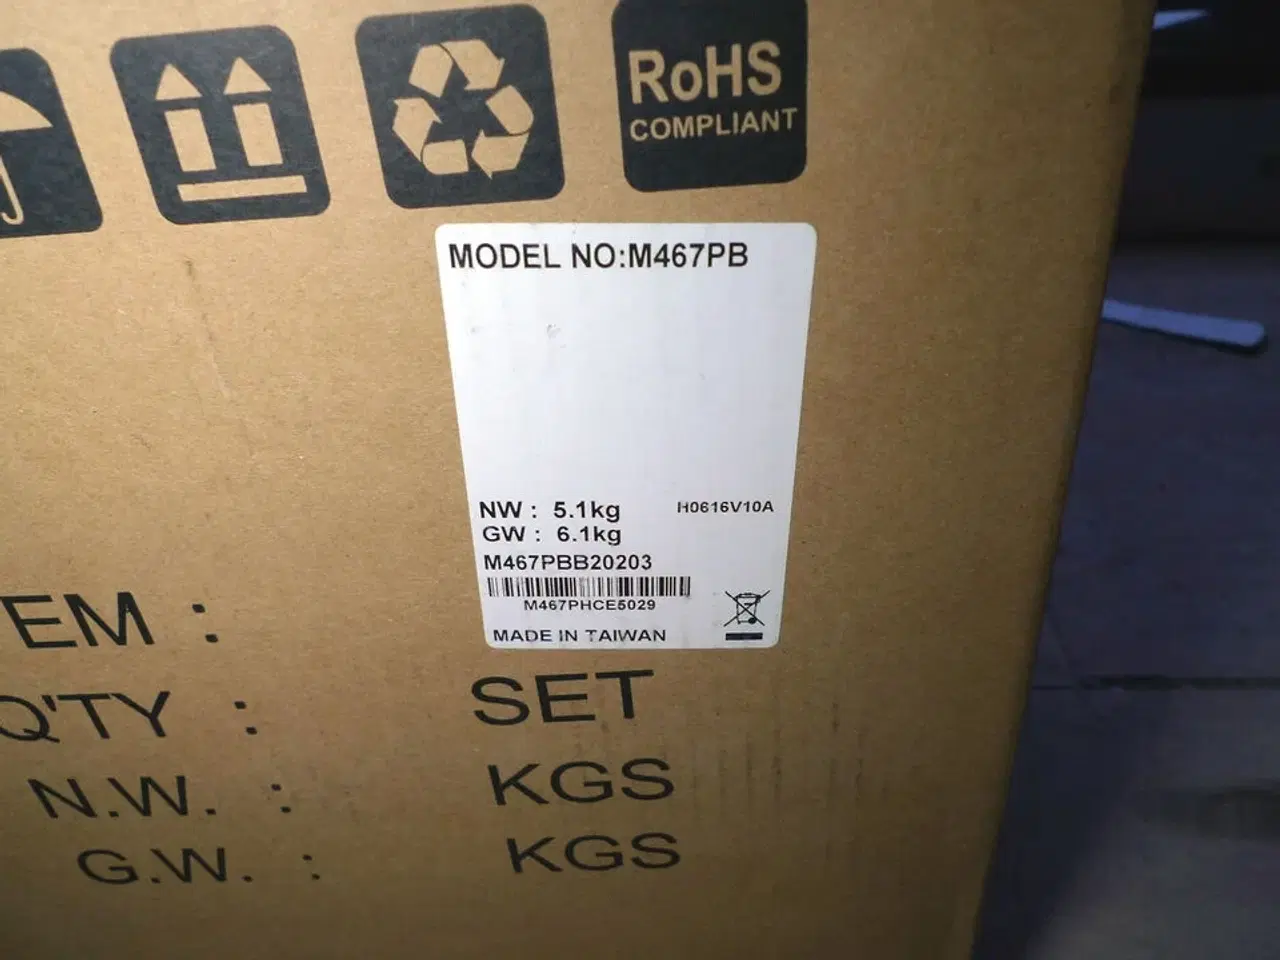 RoHS
COMPLIANT
MODEL NO:M467PB
NW : 5.1kg
H0616V10A
GW : 6.1kg
M467PBB20203
M467PHCE5029
MADE IN TAIWAN
EM :
Q'TY : SET
N.W. : KGS
G.W. : KGS